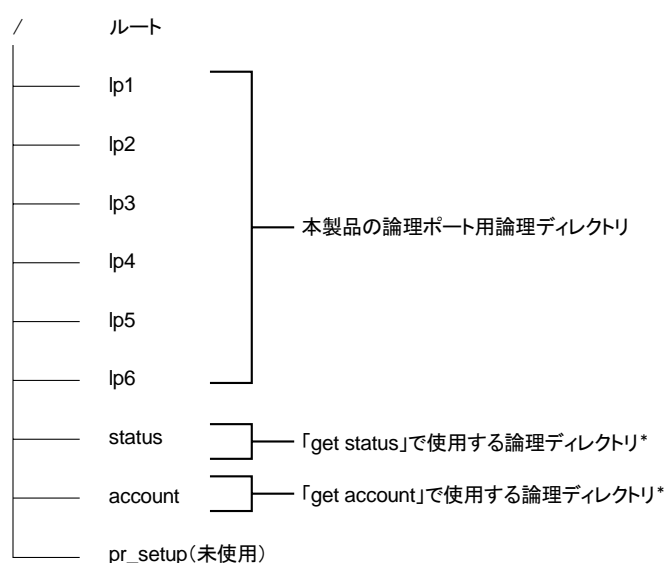 / ルート
lp1
lp2
lp3
本製品の論理ポート用論理ディレクトリ
lp4
lp5
lp6
status 「get status」で使用する論理ディレクトリ*
account 「get account」で使用する論理ディレクトリ*
pr_setup（未使用）